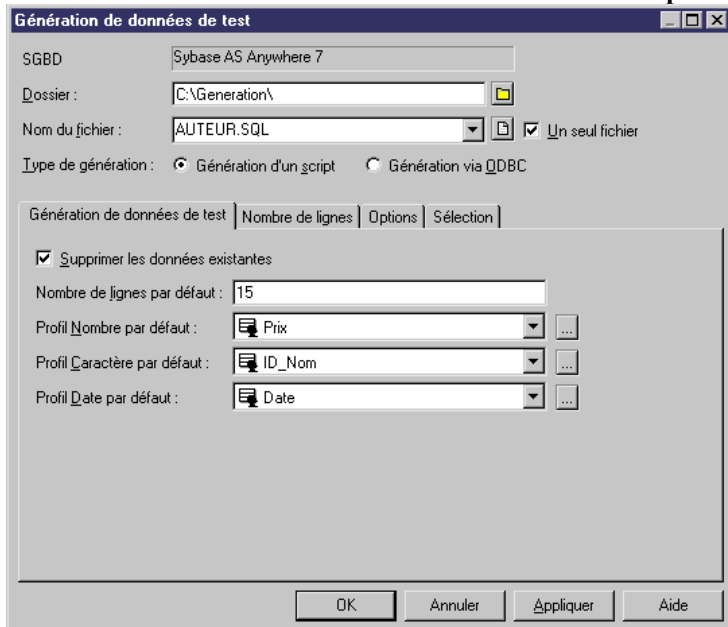 Génération de données de test
SGBD Sybase AS Anywhere 7
Dossier : C:\Generation\
Nom du fichier : AUTEUR.SQL Un seul fichier
Type de génération : Génération d'un script Génération via ODBC
Génération de données de test Nombre de lignes Options Sélection
Supprimer les données existantes
Nombre de lignes par défaut : 15
Profil Nombre par défaut : Prix ...
Profil Caractère par défaut : ID_Nom ...
Profil Date par défaut : Date ...
OK Annuler Appliquer Aide